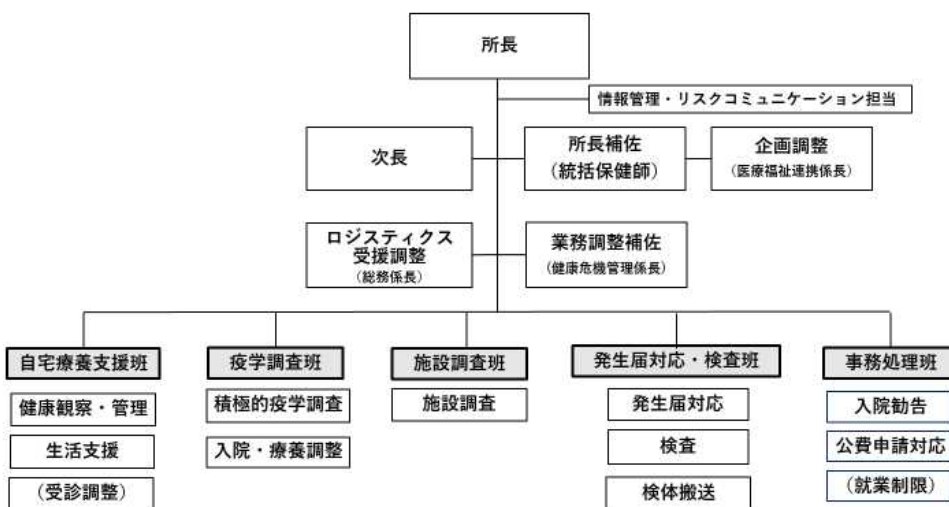 所長
情報管理・リスクコミュニケーション担当
次長
所長補佐
(統括保健師)
企画調整
(医療福祉連携係長)
ロジスティクス
受援調整
(総務係長)
業務調整補佐
(健康危機管理係長)
自宅療養支援班
疫学調査班
施設調査班
発生届対応・検査班
事務処理班
健康観察・管理
積極的疫学調査
施設調査
発生届対応
入院勧告
生活支援
入院・療養調整
検査
公費申請対応
(受診調整)
検体搬送
(就業制限)